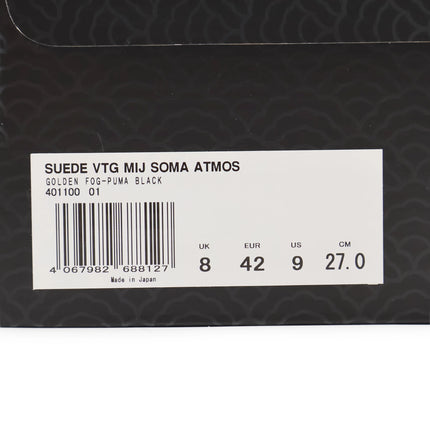 SUEDE VTG MIJ SOMA ATMOS
GOLDEN FOG-PUMA BLACK
401100 01
UK EUR US CM
8 42 9 27.0
4 067982 688127
Made in Japan